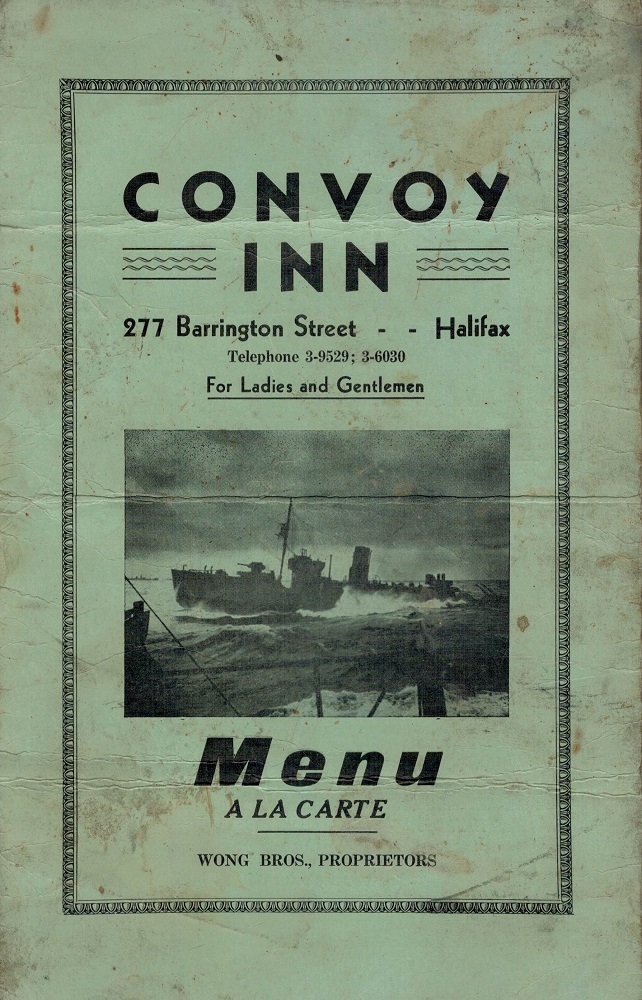 CONVOY
INN
277 Barrington Street - - Halifax
Telephone 3-9529; 3-6030
For Ladies and Gentlemen
Menu
A LA CARTE
WONG BROS., PROPRIETORS